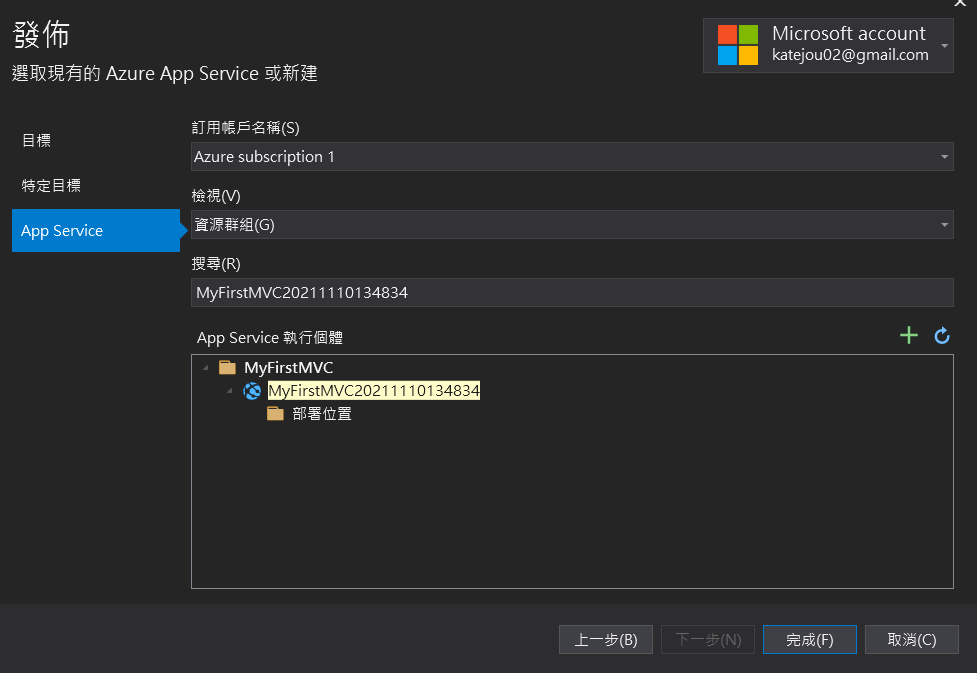 發佈
選取現有的 Azure App Service 或新建
Microsoft account
katejou02@gmail.com
目標
特定目標
App Service
訂用帳戶名稱(S)
Azure subscription 1
檢視(V)
資源群組(G)
搜尋(R)
MyFirstMVC20211110134834
App Service 執行個體
MyFirstMVC
MyFirstMVC20211110134834
部署位置
上一步(B)
下一步(N)
完成(F)
取消(C)